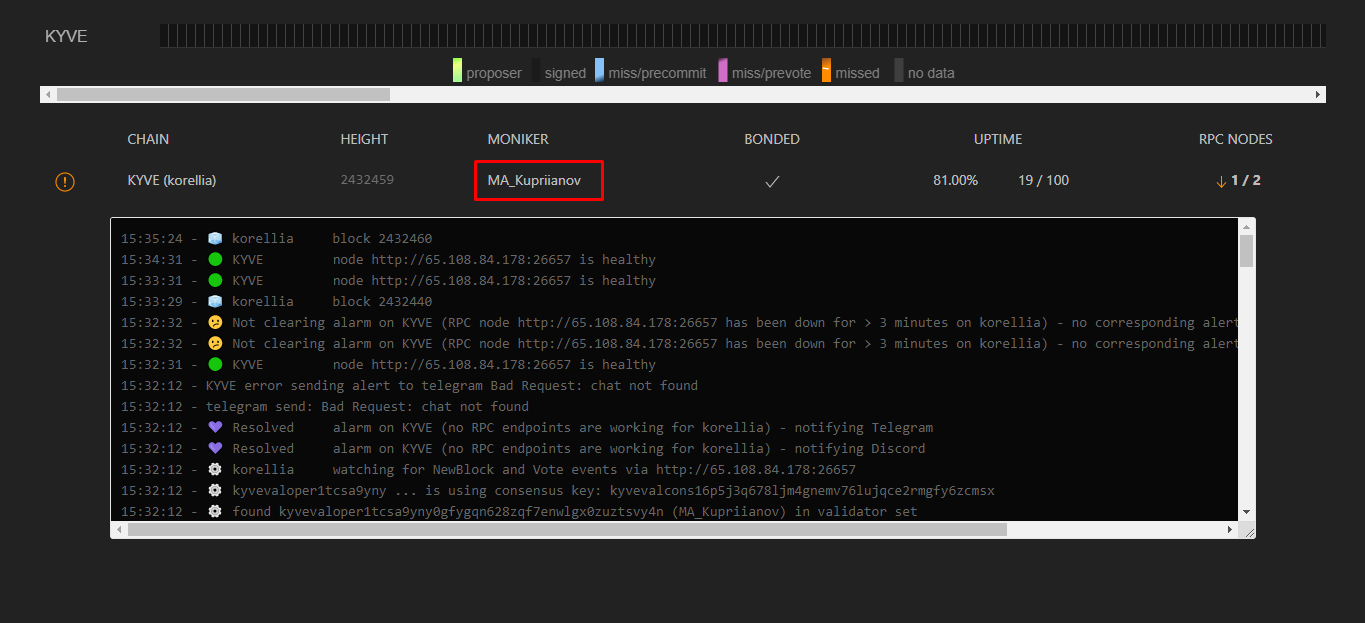 KYVE
proposer signed miss/precommit miss/prevote missed no data
CHAIN HEIGHT MONIKER BONDED UPTIME RPC NODES
KYVE (korellia) 2432459 MA_Kupriianov 81.00% 19 / 100 1 / 2
15:35:24 - korellia block 2432460
15:34:31 - KYVE node http://65.108.84.178:26657 is healthy
15:33:31 - KYVE node http://65.108.84.178:26657 is healthy
15:33:29 - korellia block 2432440
15:32:32 - Not clearing alarm on KYVE (RPC node http://65.108.84.178:26657 has been down for > 3 minutes on korellia) - no corresponding alert
15:32:32 - Not clearing alarm on KYVE (RPC node http://65.108.84.178:26657 has been down for > 3 minutes on korellia) - no corresponding alert
15:32:31 - KYVE node http://65.108.84.178:26657 is healthy
15:32:12 - KYVE error sending alert to telegram Bad Request: chat not found
15:32:12 - telegram send: Bad Request: chat not found
15:32:12 - Resolved alarm on KYVE (no RPC endpoints are working for korellia) - notifying Telegram
15:32:12 - Resolved alarm on KYVE (no RPC endpoints are working for korellia) - notifying Discord
15:32:12 - korellia watching for NewBlock and Vote events via http://65.108.84.178:26657
15:32:12 - kyvevaloper1tcsa9yny ... is using consensus key: kyvevalcons16p5j3q678ljm4gnemv76lujqce2rmgfy6zcmsx
15:32:12 - found kyvevaloper1tcsa9yny0gfygqn628zqf7enwlgx0zuztsvy4n (MA_Kupriianov) in validator set